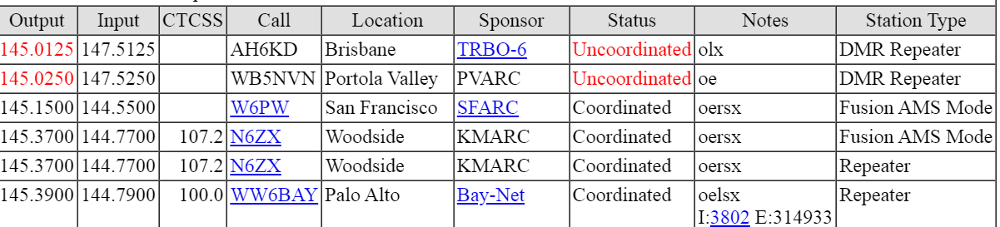 Output Input CTCSS Call Location Sponsor Status Notes Station Type
145.0125 147.5125 AH6KD Brisbane TRBO-6 Uncoordinated olx DMR Repeater
145.0250 147.5250 WB5NVN Portola Valley PVARC Uncoordinated oe DMR Repeater
145.1500 144.5500 W6PW San Francisco SFARC Coordinated oersx Fusion AMS Mode
145.3700 144.7700 107.2 N6ZX Woodside KMARC Coordinated oersx Fusion AMS Mode
145.3700 144.7700 107.2 N6ZX Woodside KMARC Coordinated oersx Repeater
145.3900 144.7900 100.0 WW6BAY Palo Alto Bay-Net Coordinated oelsx Repeater
I:3802 E:314933